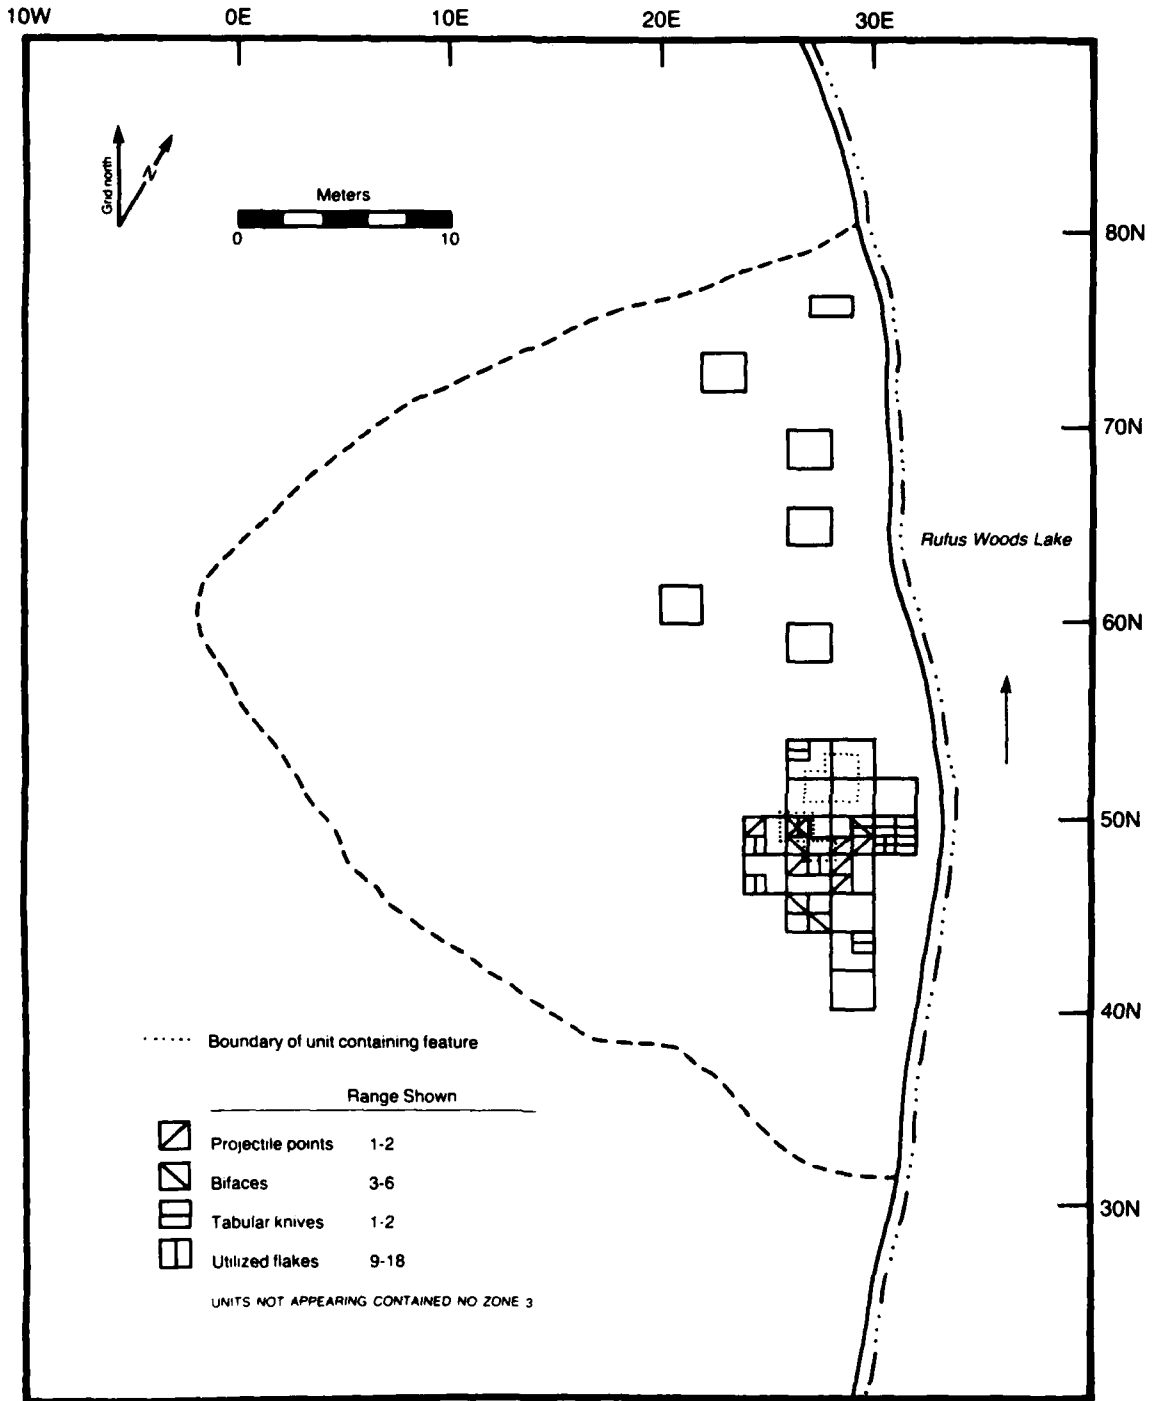 10W 0E 10E 20E 30E
Grid north
N
Meters
0 10
80N
70N
Rufus Woods Lake
60N
50N
40N
30N
Boundary of unit containing feature
Range Shown
Projectile points 1-2
Bifaces 3-6
Tabular knives 1-2
Utilized flakes 9-18
UNITS NOT APPEARING CONTAINED NO ZONE 3